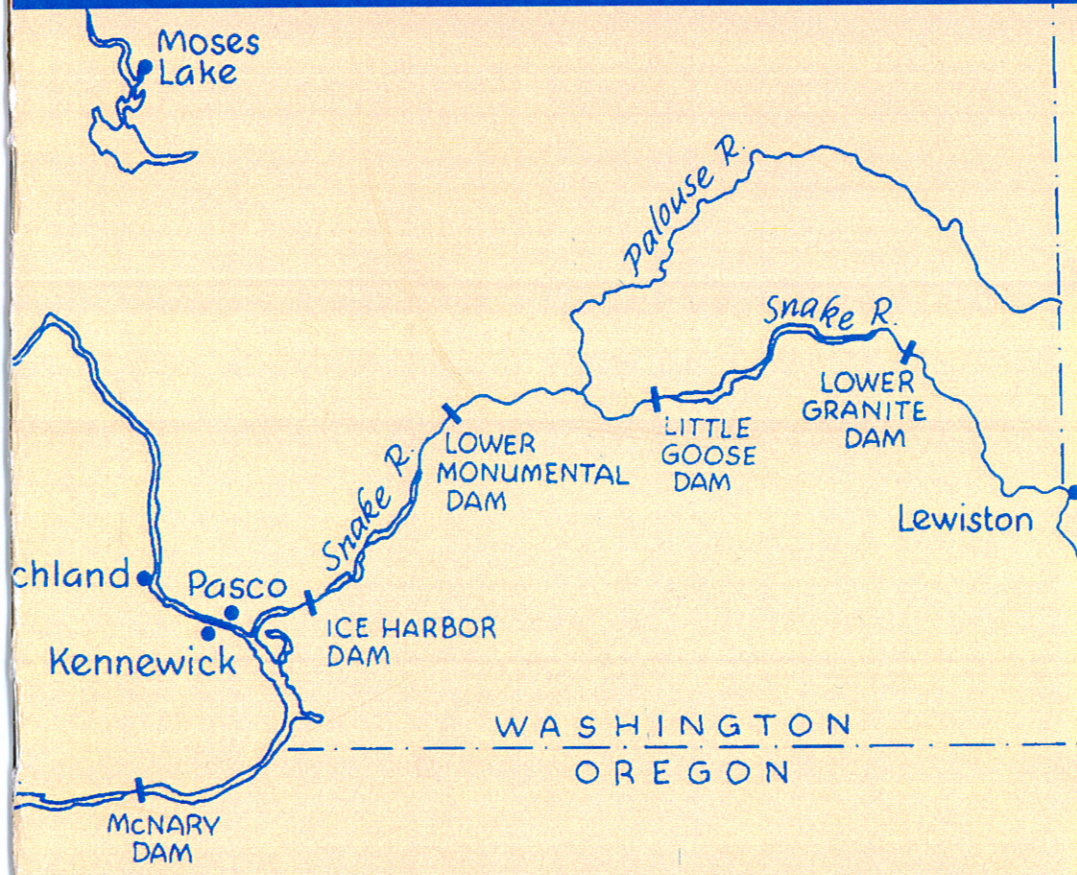 Moses
Lake
Palouse R.
Snake R.
LOWER
GRANITE
DAM
LITTLE
GOOSE
DAM
LOWER
MONUMENTAL
DAM
Snake R.
Lewiston
chland
Pasco
Kennewick
ICE HARBOR
DAM
WASHINGTON
OREGON
McNARY
DAM